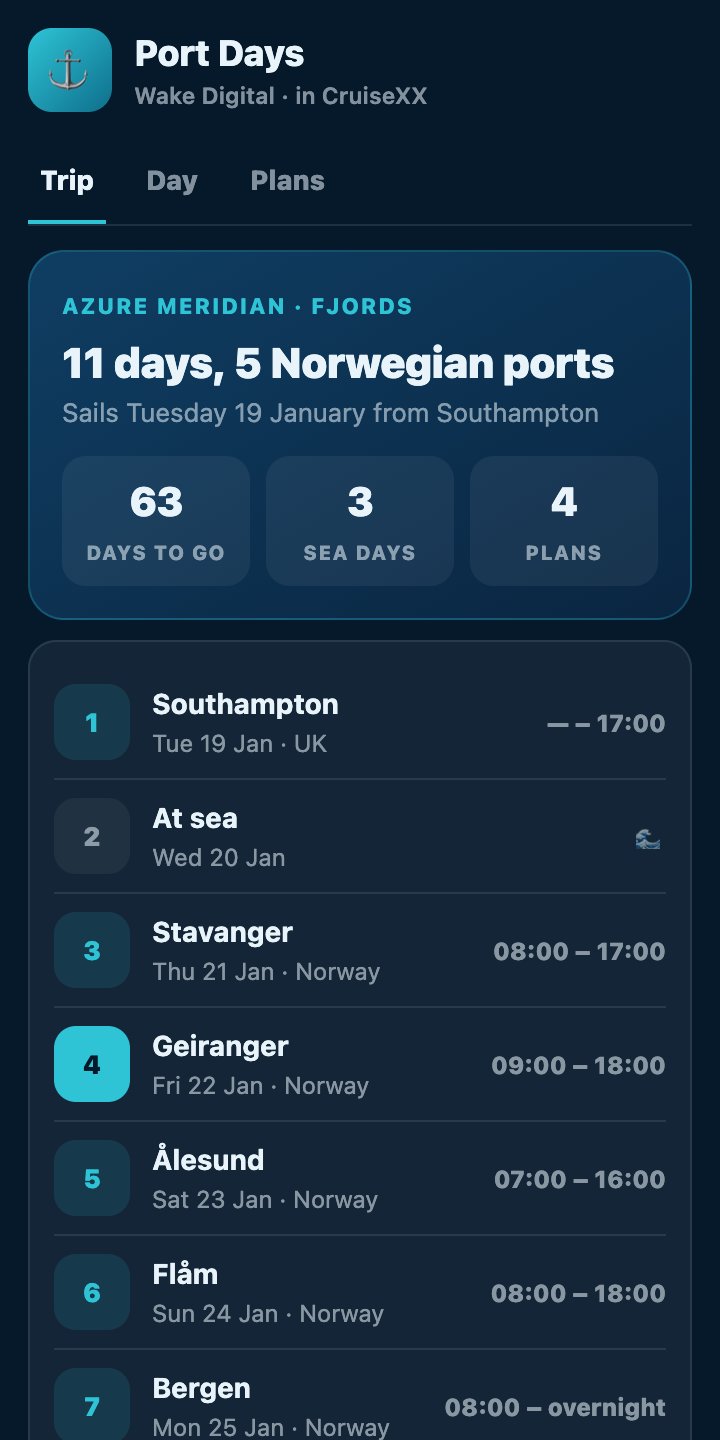 Port Days
Wake Digital · in CruiseXX
Trip Day Plans
AZURE MERIDIAN · FJORDS
11 days, 5 Norwegian ports
Sails Tuesday 19 January from Southampton
63 3 4
DAYS TO GO SEA DAYS PLANS
1 Southampton — – 17:00
Tue 19 Jan · UK
2 At sea
Wed 20 Jan
3 Stavanger 08:00 – 17:00
Thu 21 Jan · Norway
4 Geiranger 09:00 – 18:00
Fri 22 Jan · Norway
5 Ålesund 07:00 – 16:00
Sat 23 Jan · Norway
6 Flåm 08:00 – 18:00
Sun 24 Jan · Norway
7 Bergen 08:00 – overnight
Mon 25 Jan · Norway